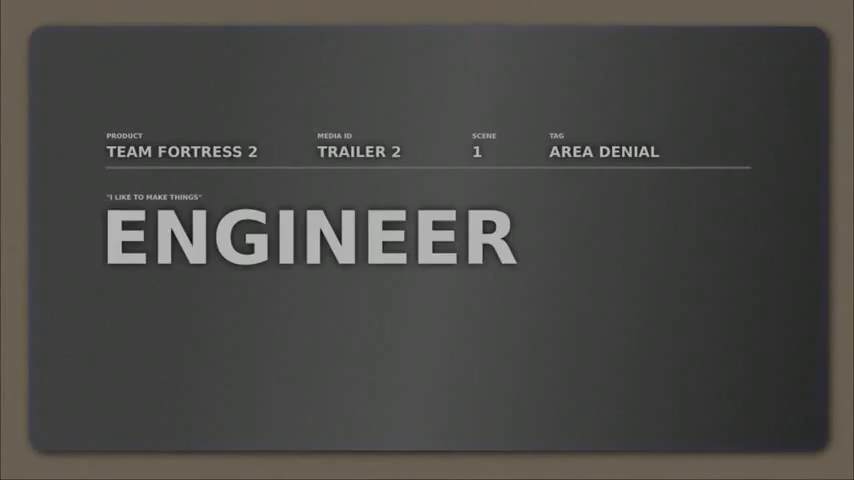 PRODUCT MEDIA ID SCENE TAG
TEAM FORTRESS 2 TRAILER 2 1 AREA DENIAL
"I LIKE TO MAKE THINGS"
ENGINEER